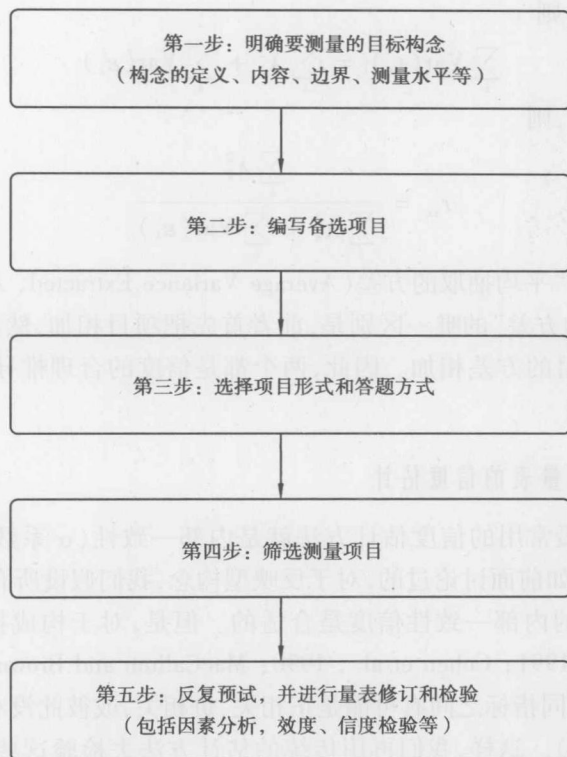 第一步：明确要测量的目标构念
（构念的定义、内容、边界、测量水平等）
第二步：编写备选项目
第三步：选择项目形式和答题方式
第四步：筛选测量项目
第五步：反复预试，并进行量表修订和检验
（包括因素分析，效度、信度检验等）